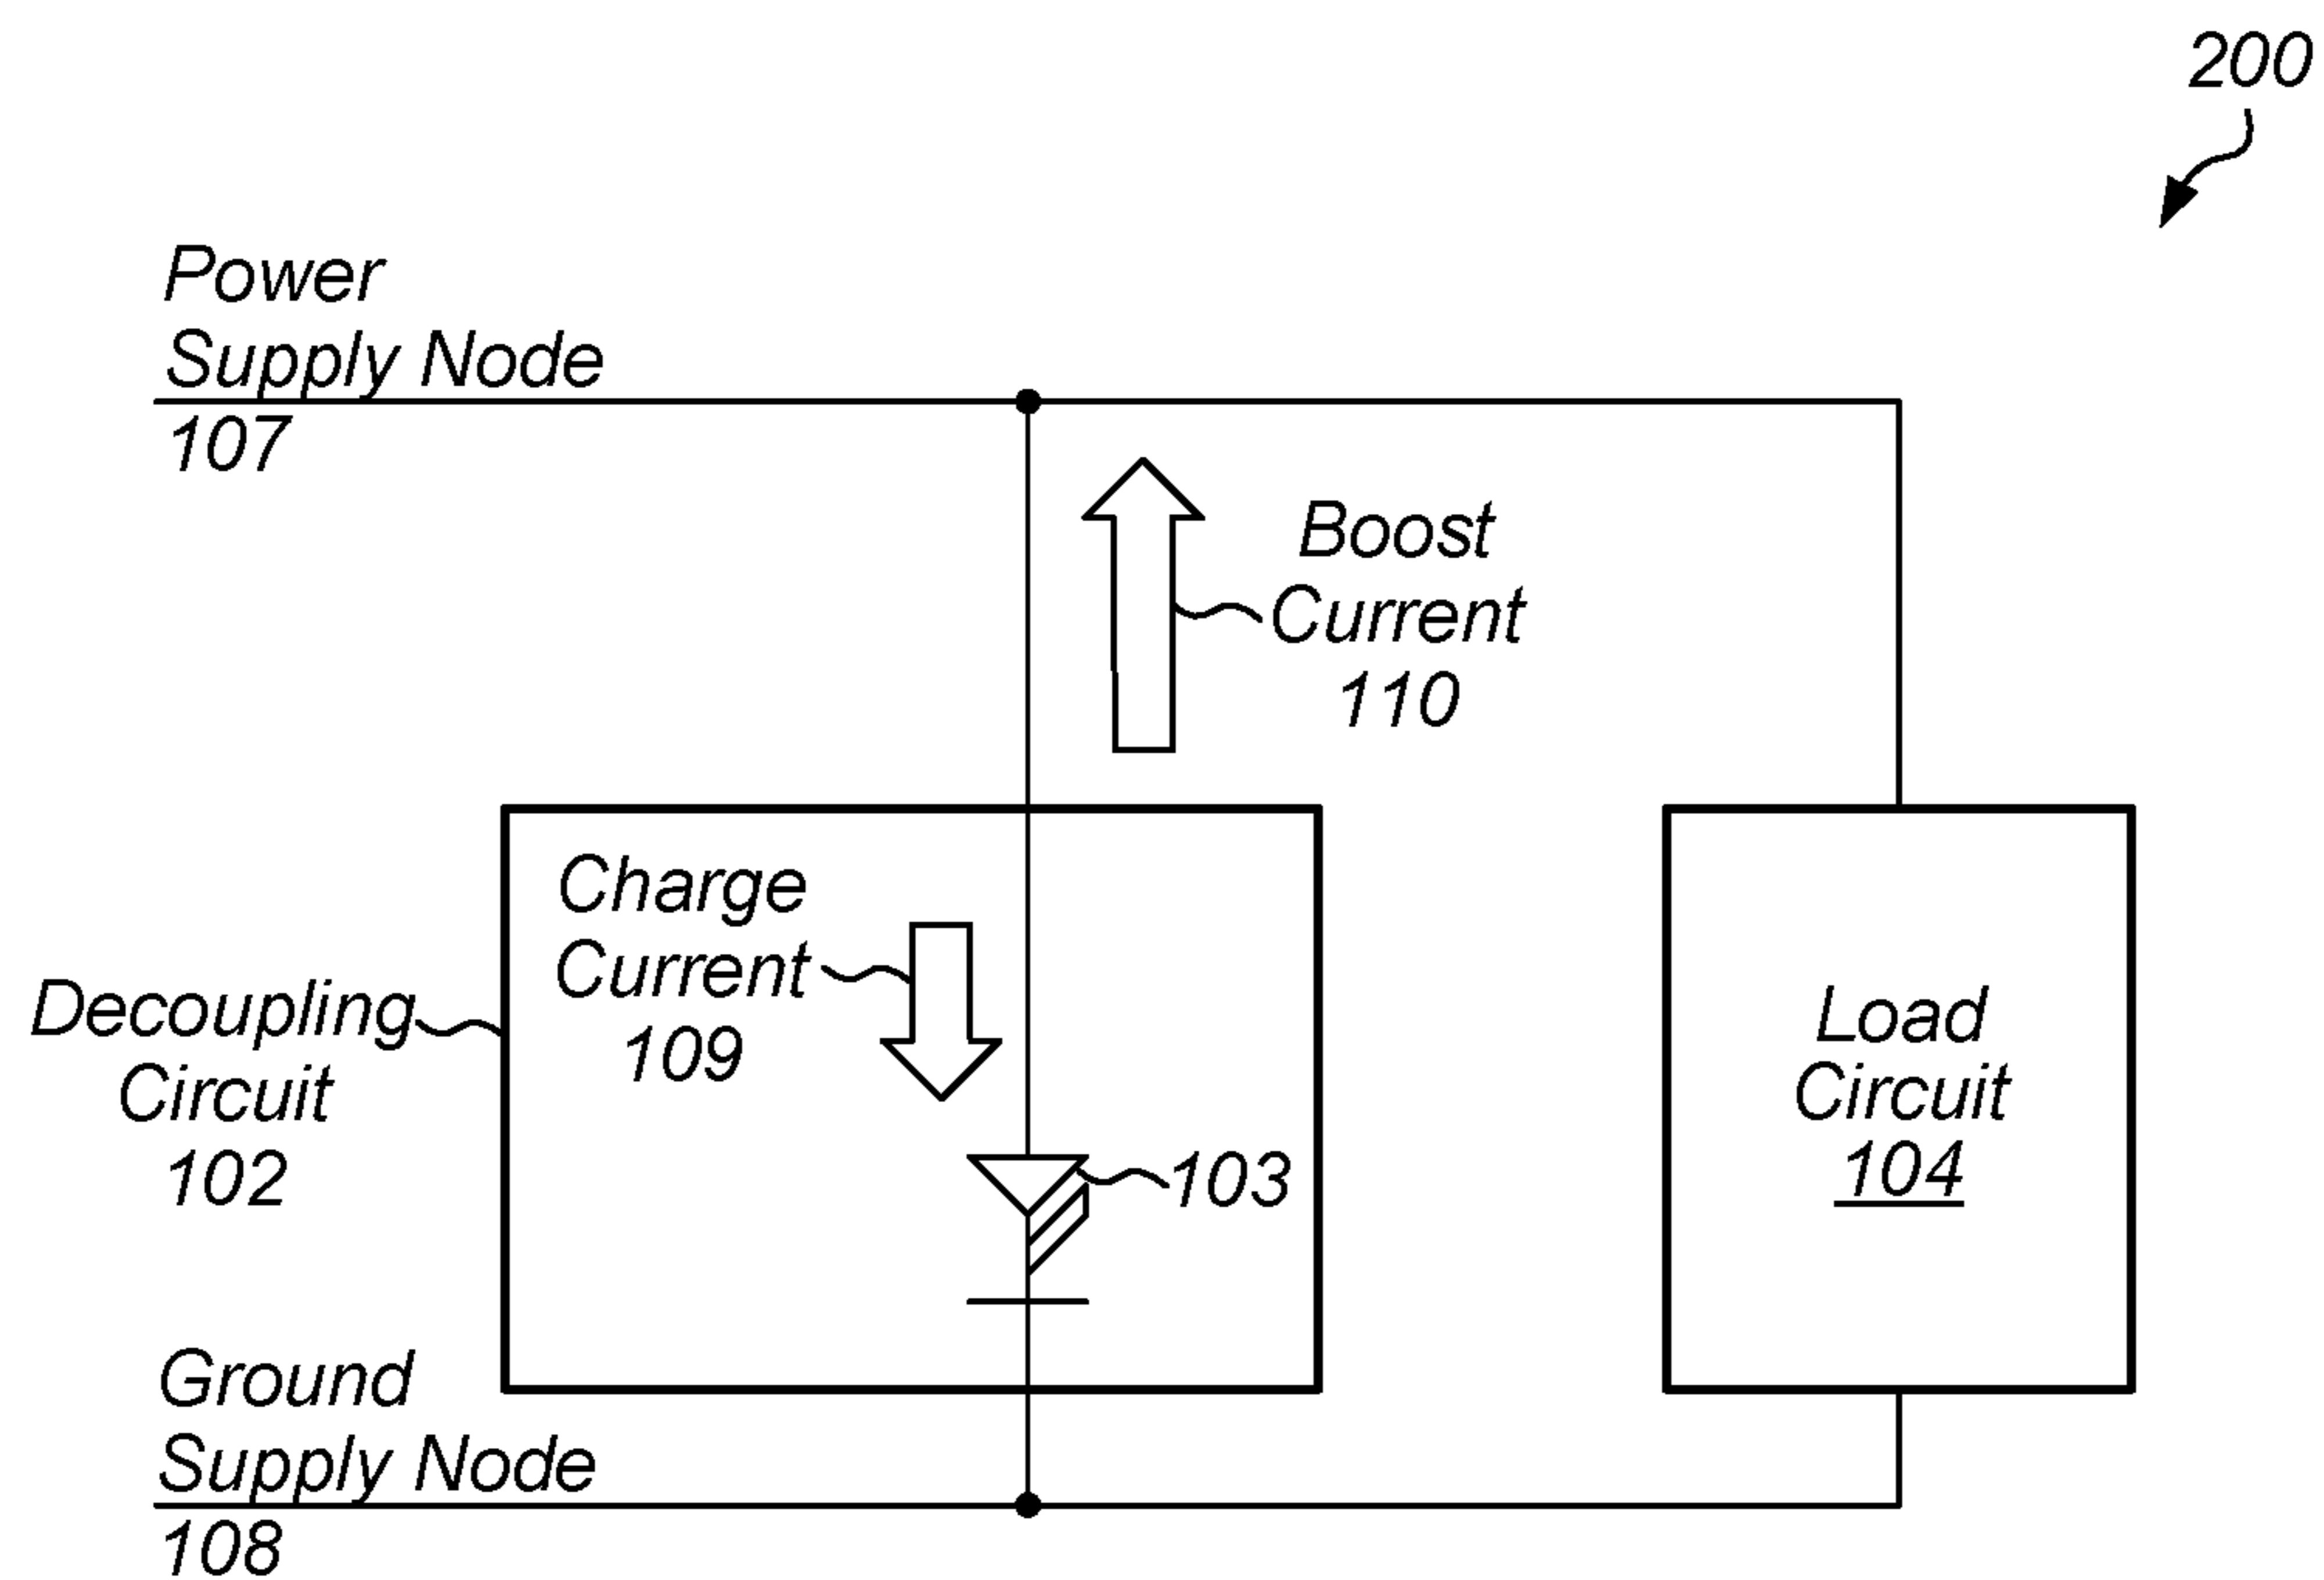 200
Power
Supply Node
107
Boost
Current
110
Charge
Current
109
Decoupling
Circuit
102
103
Load
Circuit
104
Ground
Supply Node
108